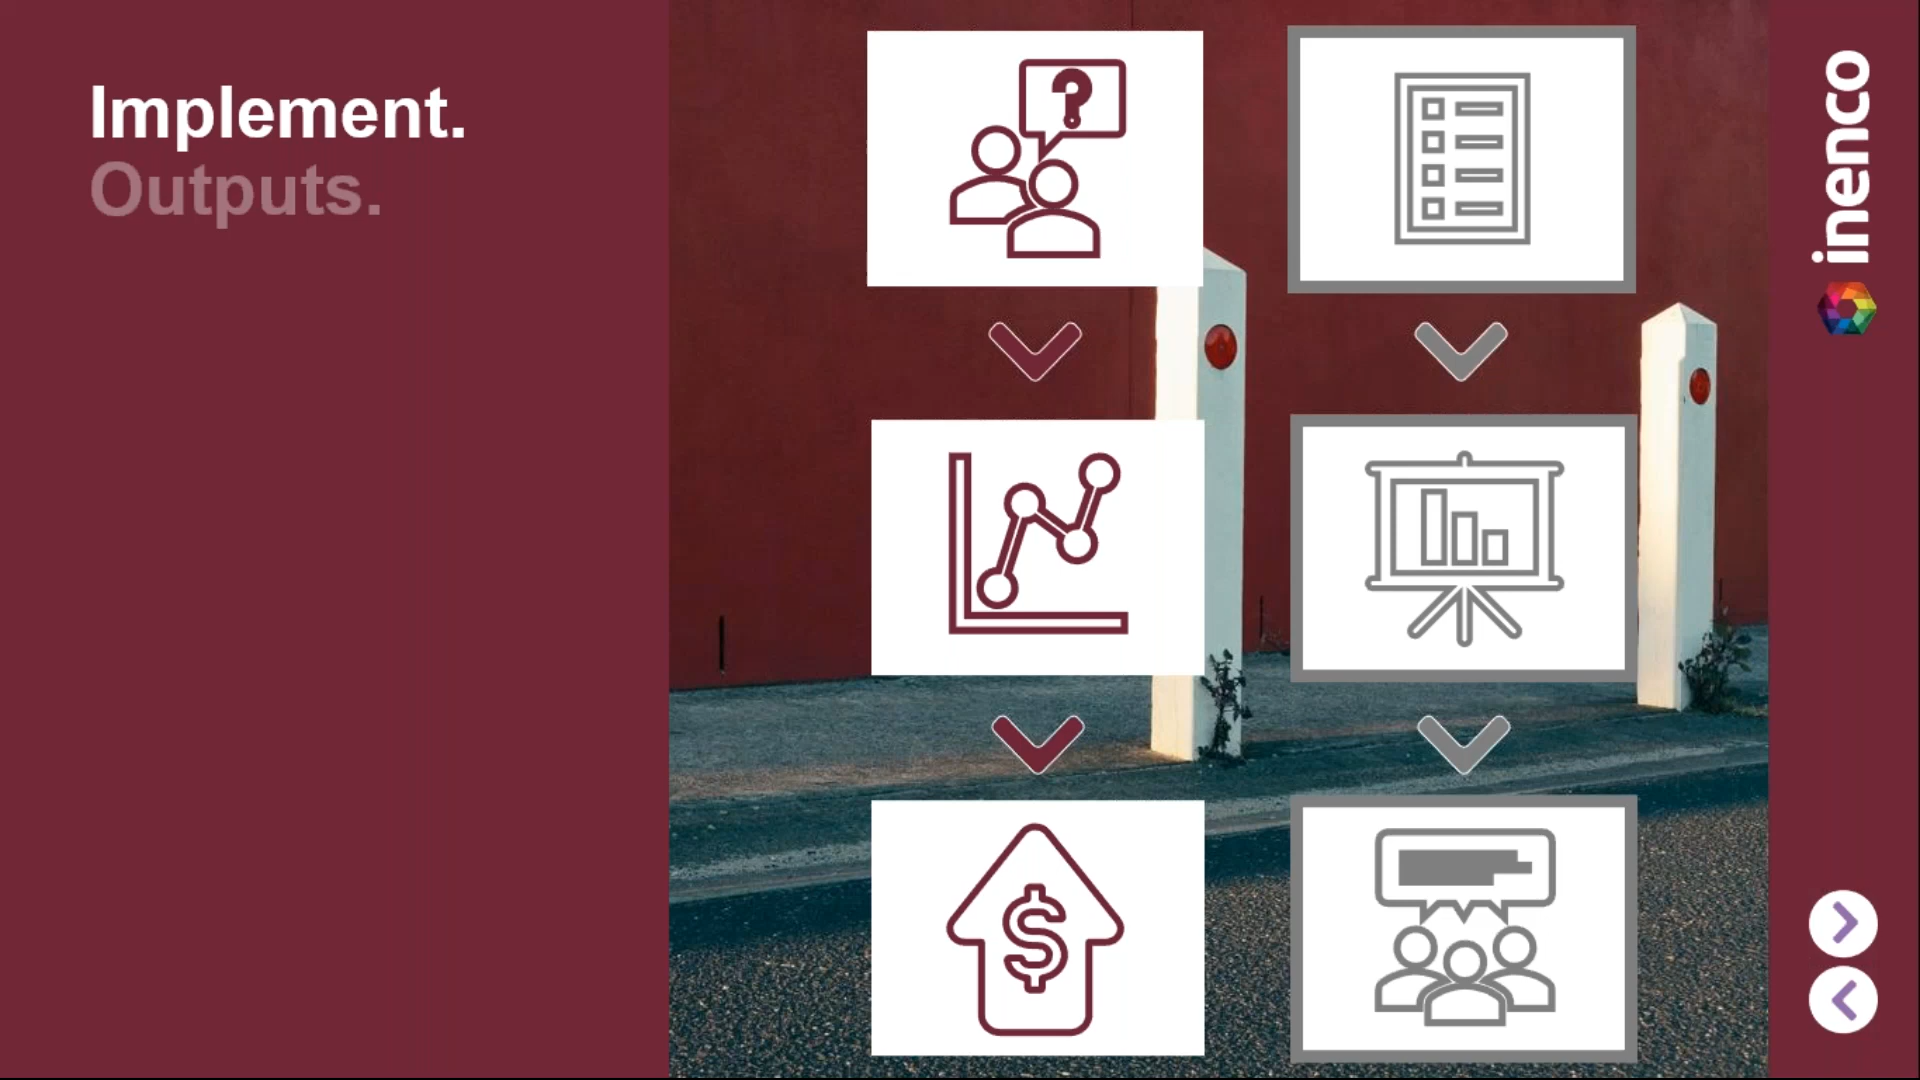 Implement.
Outputs.
?
$
inenco